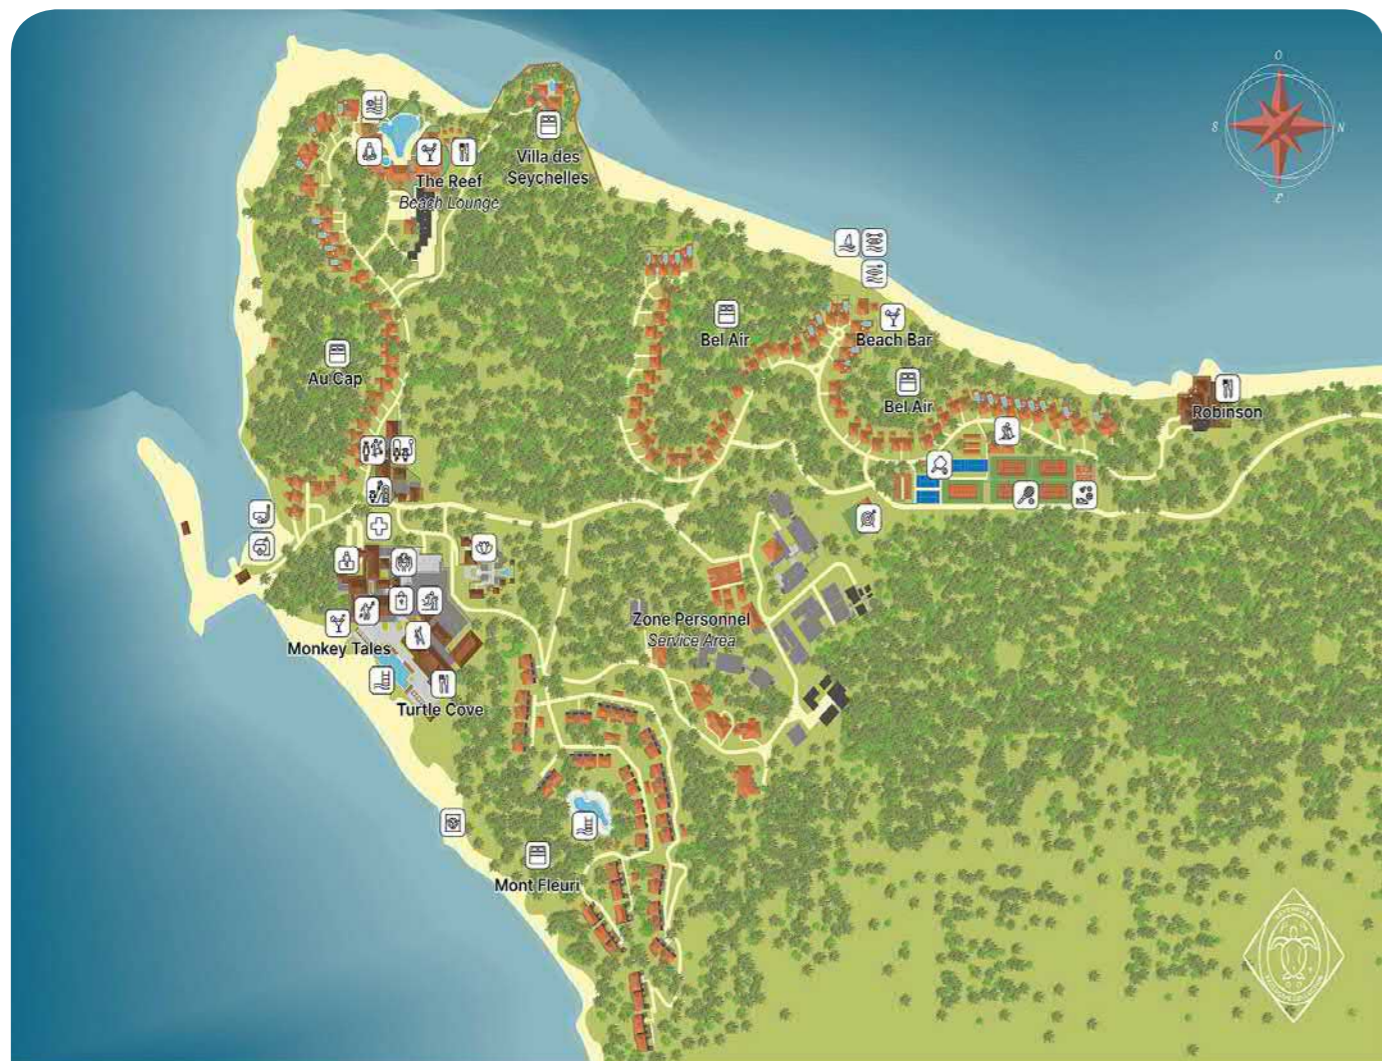 O
S
N
E
Villa des
Seychelles
The Reef
Beach Lounge
Bel Air
Beach Bar
Au Cap
Bel Air
Robinson
Zone Personnel
Service Area
Monkey Tales
Turtle Cove
Mont Fleuri